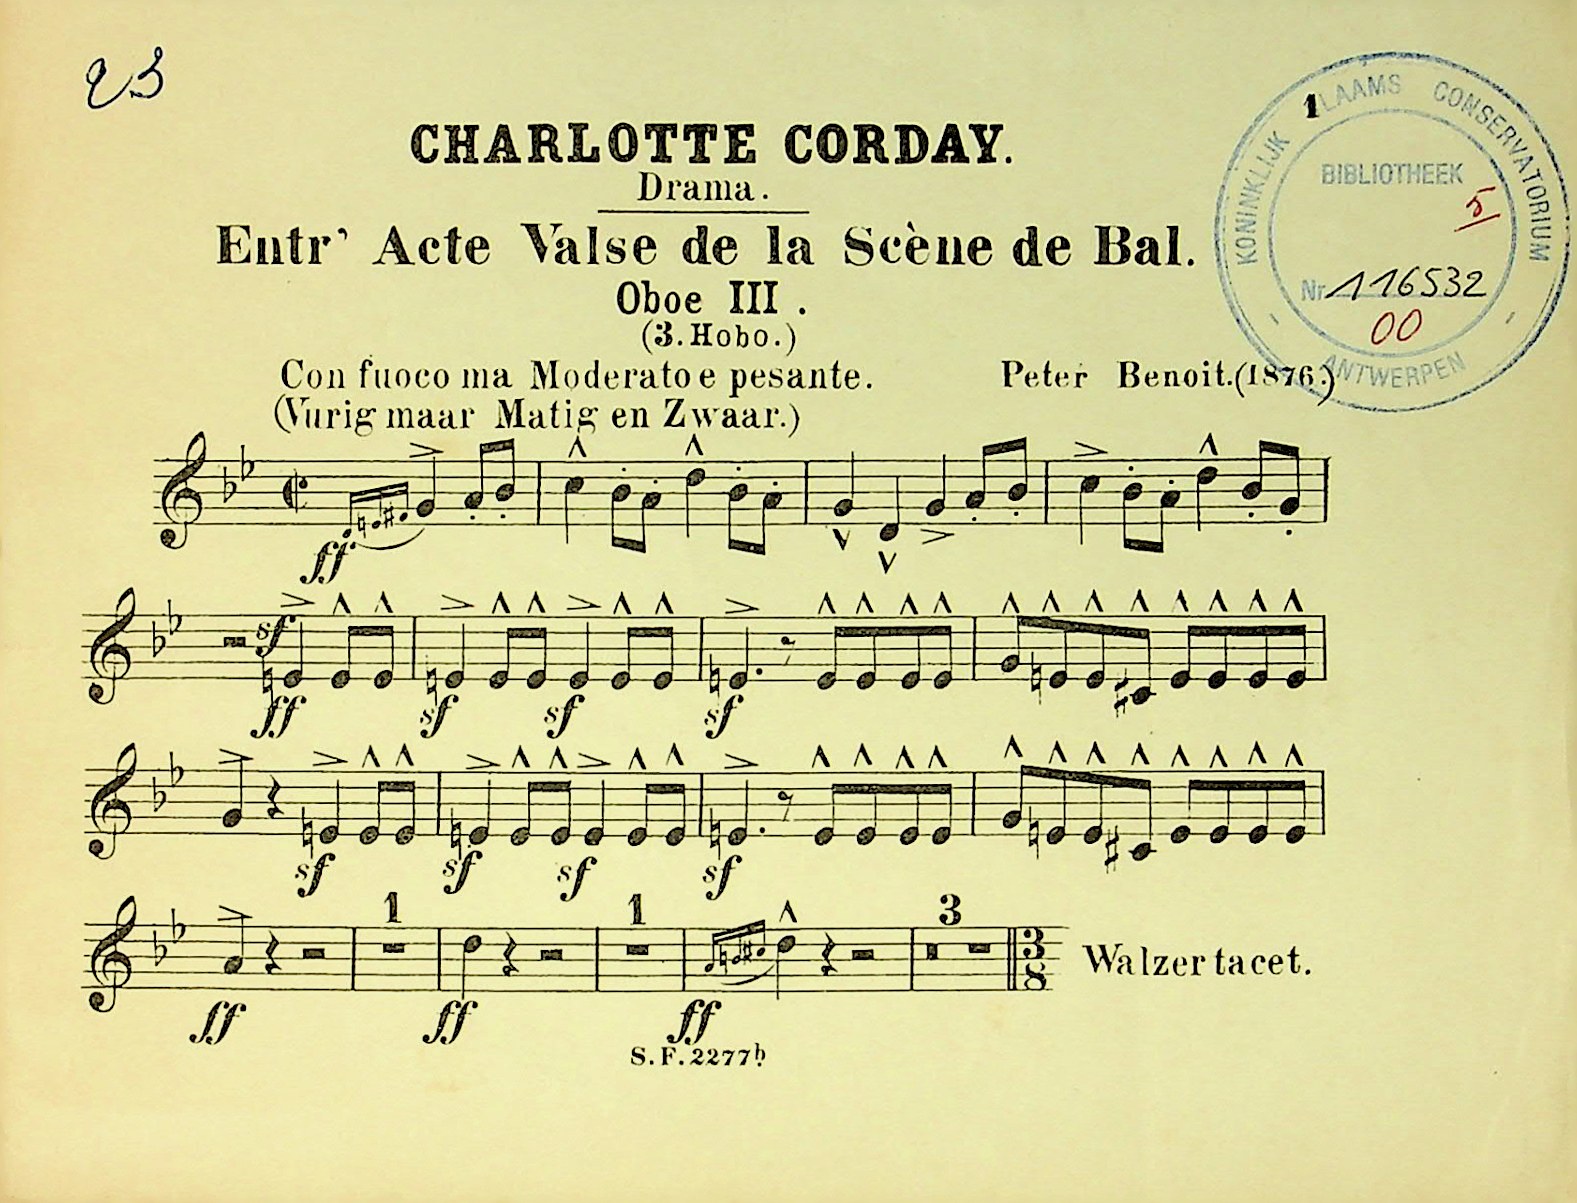 23
1
CHARLOTTE CORDAY.
Drama.
Entr' Acte Valse de la Scène de Bal.
Oboe III.
(3. Hobo.)
KONINKLIJK VLAAMS CONSERVATORIUM
BIBLIOTHEEK
5
Nr 116532
00
- ANTWERPEN -
Con fuoco ma Moderato e pesante.
Peter Benoit. (1876.)
(Vurig maar Matig en Zwaar.)
ff
sf
ff sf sf sf
sf sf sf sf
1 1 3
3/8 Walzer tacet.
ff ff ff
S.F. 2277b.